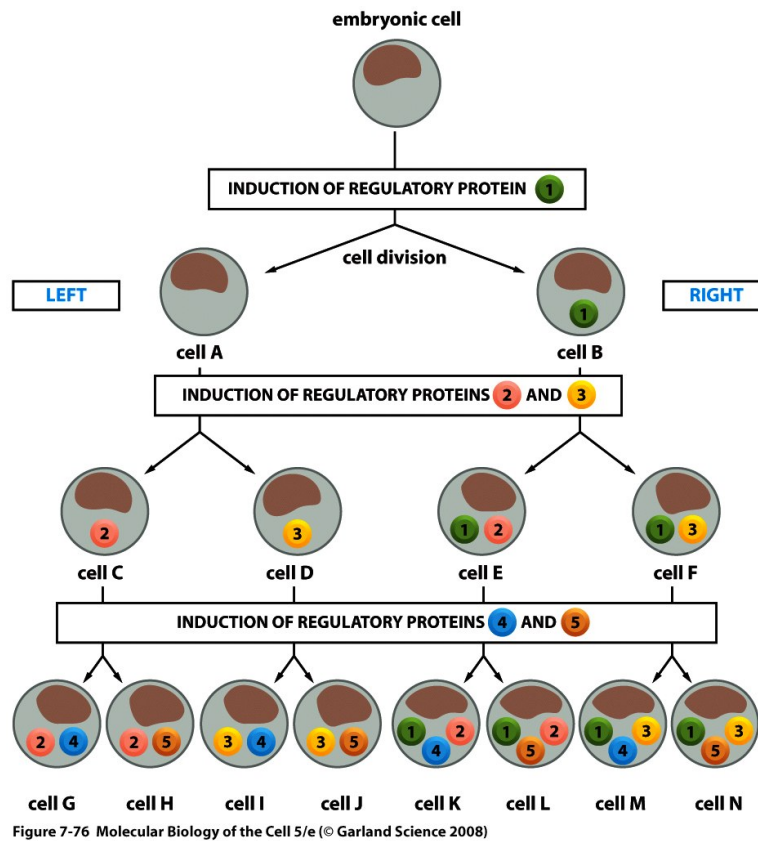 embryonic cell
INDUCTION OF REGULATORY PROTEIN 1
cell division
LEFT
RIGHT
1
cell A
cell B
INDUCTION OF REGULATORY PROTEINS 2 AND 3
2
3
1 2
1 3
cell C
cell D
cell E
cell F
INDUCTION OF REGULATORY PROTEINS 4 AND 5
2 4
2 5
3 4
3 5
1 2
4
1 2
5
1 3
4
1 3
5
cell G
cell H
cell I
cell J
cell K
cell L
cell M
cell N
Figure 7-76 Molecular Biology of the Cell 5/e (© Garland Science 2008)